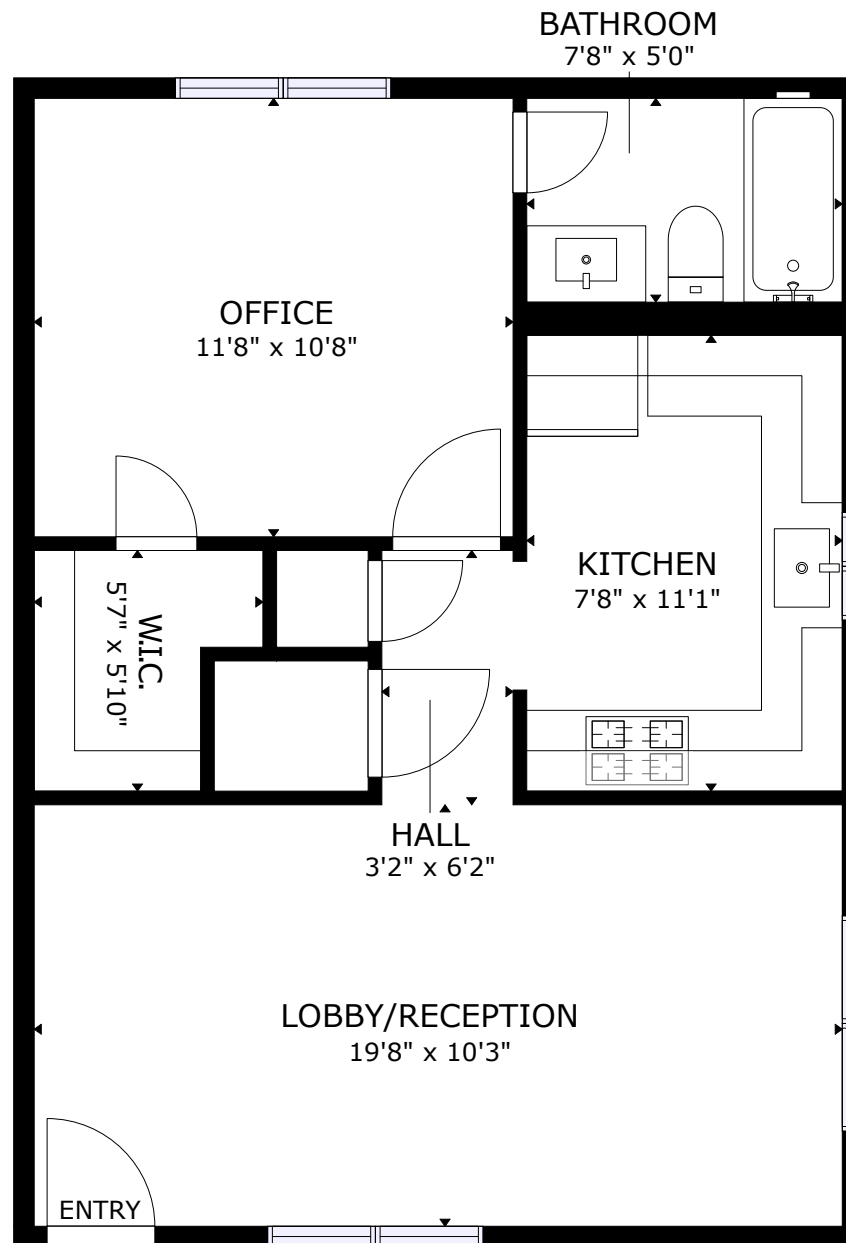 BATHROOM
7'8" x 5'0"
OFFICE
11'8" x 10'8"
KITCHEN
7'8" x 11'1"
W.I.C.
5'7" x 5'10"
HALL
3'2" x 6'2"
LOBBY/RECEPTION
19'8" x 10'3"
ENTRY